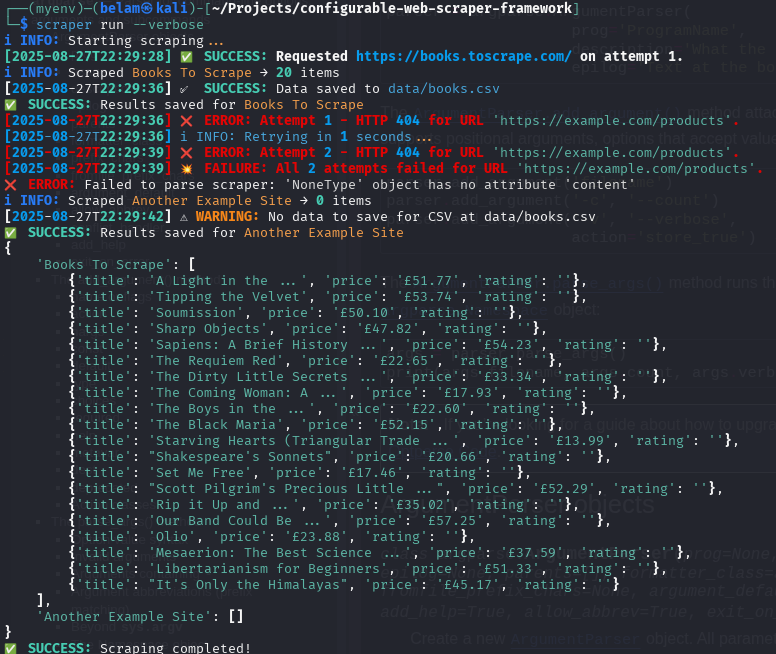 (myenv)-(belam㉿kali)-[~/Projects/configurable-web-scraper-framework]
$ scraper run --verbose
i INFO: Starting scraping...
[2025-08-27T22:29:28] ✅ SUCCESS: Requested https://books.toscrape.com/ on attempt 1.
i INFO: Scraped Books To Scrape → 20 items
[2025-08-27T22:29:36] ✔ SUCCESS: Data saved to data/books.csv
✅ SUCCESS: Results saved for Books To Scrape
[2025-08-27T22:29:36] ❌ ERROR: Attempt 1 - HTTP 404 for URL 'https://example.com/products'.
[2025-08-27T22:29:36] i INFO: Retrying in 1 seconds...
[2025-08-27T22:29:39] ❌ ERROR: Attempt 2 - HTTP 404 for URL 'https://example.com/products'.
[2025-08-27T22:29:39] 💥 FAILURE: All 2 attempts failed for URL 'https://example.com/products'.
❌ ERROR: Failed to parse scraper: 'NoneType' object has no attribute 'content'
i INFO: Scraped Another Example Site → 0 items
[2025-08-27T22:29:42] ⚠ WARNING: No data to save for CSV at data/books.csv
✅ SUCCESS: Results saved for Another Example Site
{
'Books To Scrape': [
{'title': 'A Light in the ...', 'price': '£51.77', 'rating': ''},
{'title': 'Tipping the Velvet', 'price': '£53.74', 'rating': ''},
{'title': 'Soumission', 'price': '£50.10', 'rating': ''},
{'title': 'Sharp Objects', 'price': '£47.82', 'rating': ''},
{'title': 'Sapiens: A Brief History ...', 'price': '£54.23', 'rating': ''},
{'title': 'The Requiem Red', 'price': '£22.65', 'rating': ''},
{'title': 'The Dirty Little Secrets ...', 'price': '£33.34', 'rating': ''},
{'title': 'The Coming Woman: A ...', 'price': '£17.93', 'rating': ''},
{'title': 'The Boys in the ...', 'price': '£22.60', 'rating': ''},
{'title': 'The Black Maria', 'price': '£52.15', 'rating': ''},
{'title': 'Starving Hearts (Triangular Trade ...', 'price': '£13.99', 'rating': ''},
{'title': "Shakespeare's Sonnets", 'price': '£20.66', 'rating': ''},
{'title': 'Set Me Free', 'price': '£17.46', 'rating': ''},
{'title': "Scott Pilgrim's Precious Little ...", 'price': '£52.29', 'rating': ''},
{'title': 'Rip it Up and ...', 'price': '£35.02', 'rating': ''},
{'title': 'Our Band Could Be ...', 'price': '£57.25', 'rating': ''},
{'title': 'Olio', 'price': '£23.88', 'rating': ''},
{'title': 'Mesaerion: The Best Science ...', 'price': '£37.59', 'rating': ''},
{'title': 'Libertarianism for Beginners', 'price': '£51.33', 'rating': ''},
{'title': "It's Only the Himalayas", 'price': '£45.17', 'rating': ''}
],
'Another Example Site': []
}
✅ SUCCESS: Scraping completed!